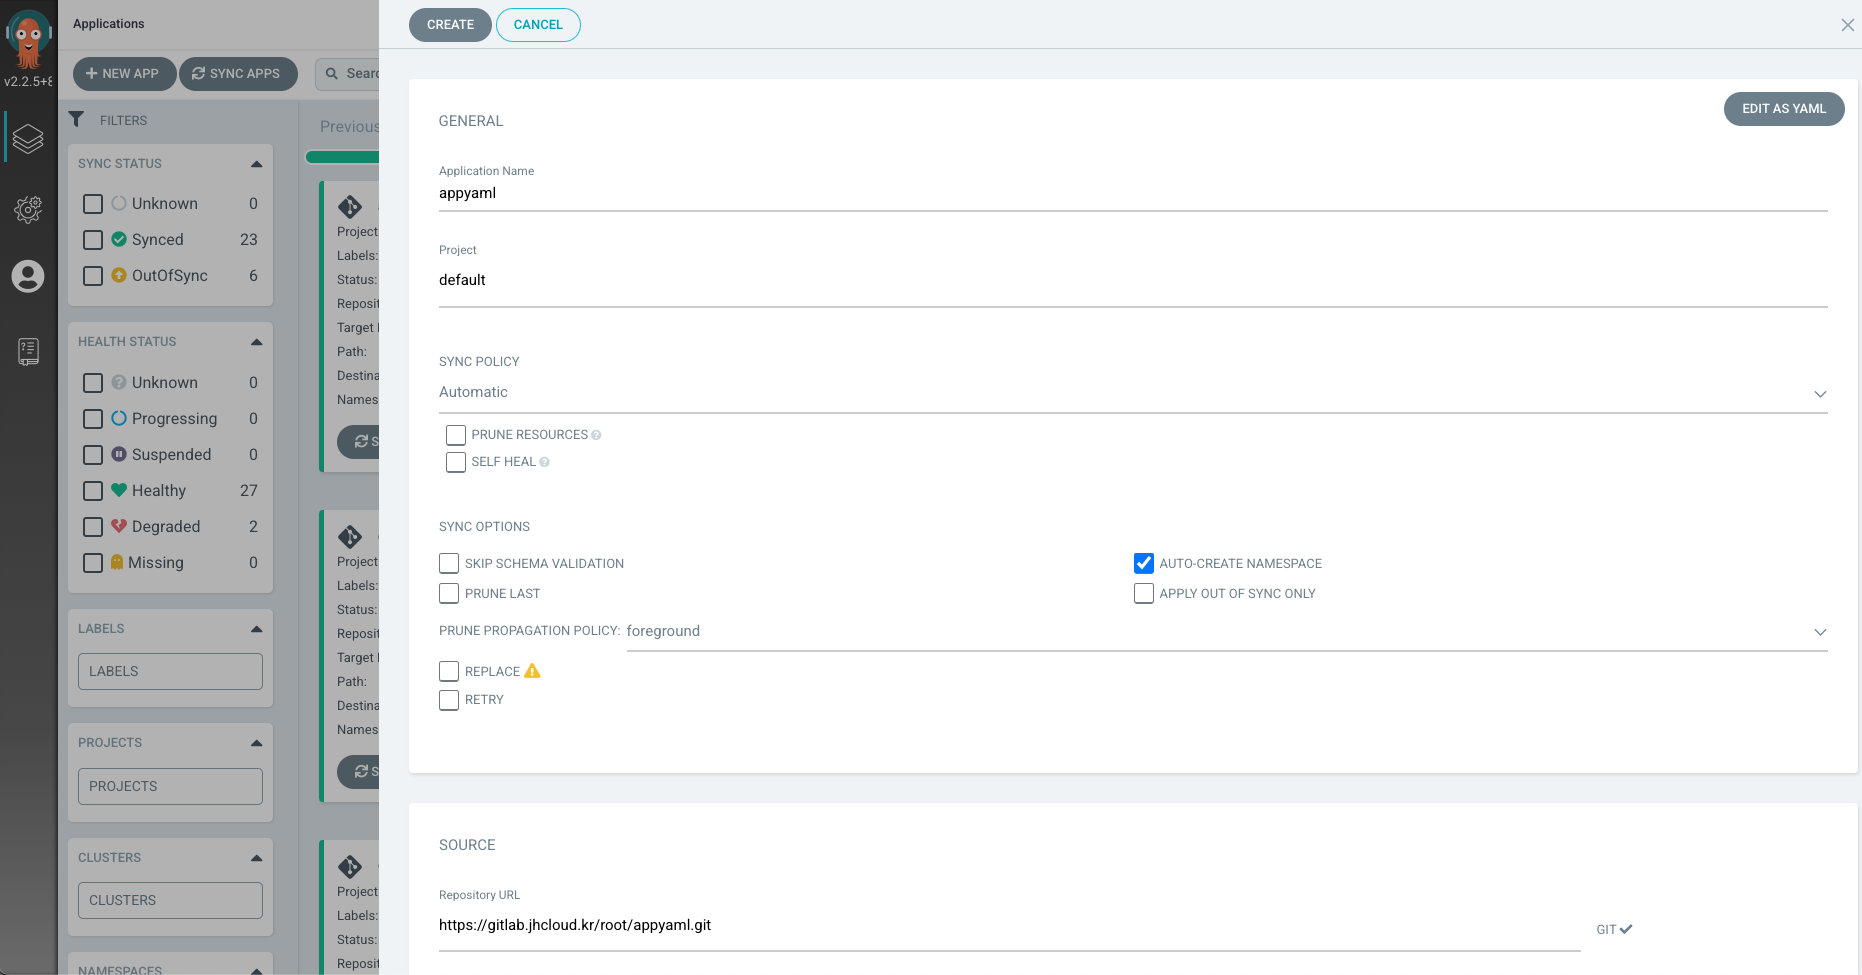 v2.2.5+8
Applications
NEW APP
SYNC APPS
Searc
FILTERS
SYNC STATUS
Unknown 0
Synced 23
OutOfSync 6
HEALTH STATUS
Unknown 0
Progressing 0
Suspended 0
Healthy 27
Degraded 2
Missing 0
LABELS
LABELS
PROJECTS
PROJECTS
CLUSTERS
CLUSTERS
NAMESPACES
Previous
Project
Labels:
Status:
Reposit
Target
Path:
Destina
Names
S
Project
Labels:
Status:
Reposit
Target
Path:
Destina
Names
S
Project
Labels:
Status:
Reposit
CREATE
CANCEL
GENERAL
EDIT AS YAML
Application Name
appyaml
Project
default
SYNC POLICY
Automatic
PRUNE RESOURCES
SELF HEAL
SYNC OPTIONS
SKIP SCHEMA VALIDATION
AUTO-CREATE NAMESPACE
PRUNE LAST
APPLY OUT OF SYNC ONLY
PRUNE PROPAGATION POLICY: foreground
REPLACE
RETRY
SOURCE
Repository URL
https://gitlab.jhcloud.kr/root/appyaml.git
GIT